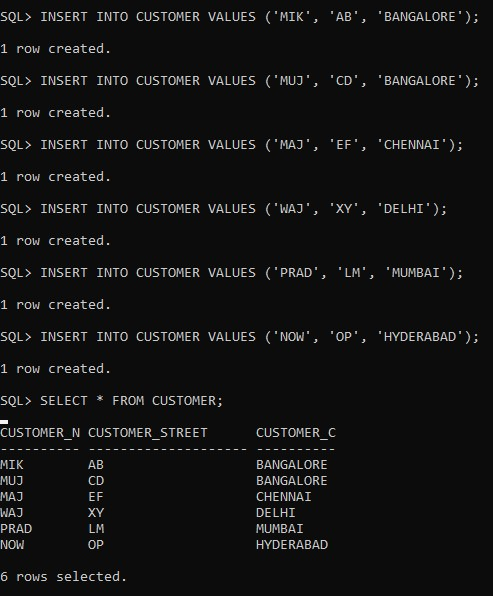 SQL> INSERT INTO CUSTOMER VALUES ('MIK', 'AB', 'BANGALORE');
1 row created.
SQL> INSERT INTO CUSTOMER VALUES ('MUJ', 'CD', 'BANGALORE');
1 row created.
SQL> INSERT INTO CUSTOMER VALUES ('MAJ', 'EF', 'CHENNAI');
1 row created.
SQL> INSERT INTO CUSTOMER VALUES ('WAJ', 'XY', 'DELHI');
1 row created.
SQL> INSERT INTO CUSTOMER VALUES ('PRAD', 'LM', 'MUMBAI');
1 row created.
SQL> INSERT INTO CUSTOMER VALUES ('NOW', 'OP', 'HYDERABAD');
1 row created.
SQL> SELECT * FROM CUSTOMER;
CUSTOMER_N CUSTOMER_STREET      CUSTOMER_C
---------- -------------------- ----------
MIK        AB                   BANGALORE
MUJ        CD                   BANGALORE
MAJ        EF                   CHENNAI
WAJ        XY                   DELHI
PRAD       LM                   MUMBAI
NOW        OP                   HYDERABAD
6 rows selected.